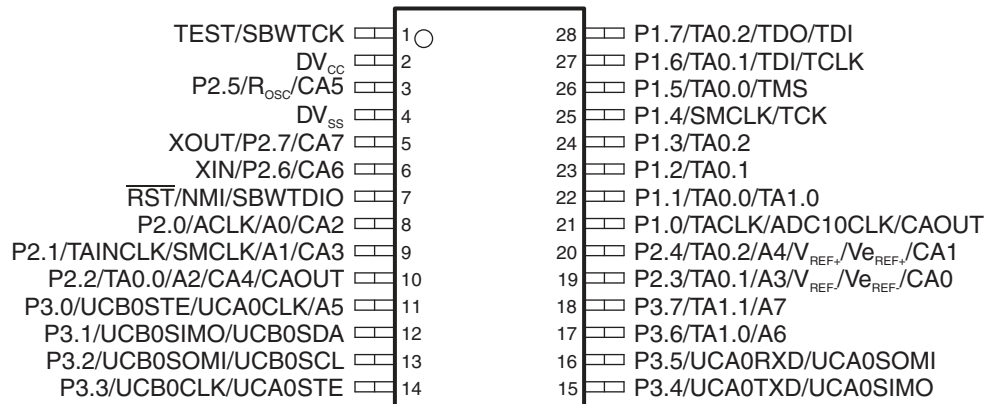 TEST/SBWTCK 1 28 P1.7/TA0.2/TDO/TDI
DVCC 2 27 P1.6/TA0.1/TDI/TCLK
P2.5/ROSC/CA5 3 26 P1.5/TA0.0/TMS
DVSS 4 25 P1.4/SMCLK/TCK
XOUT/P2.7/CA7 5 24 P1.3/TA0.2
XIN/P2.6/CA6 6 23 P1.2/TA0.1
RST/NMI/SBWTDIO 7 22 P1.1/TA0.0/TA1.0
P2.0/ACLK/A0/CA2 8 21 P1.0/TACLK/ADC10CLK/CAOUT
P2.1/TAINCLK/SMCLK/A1/CA3 9 20 P2.4/TA0.2/A4/VREF+/VeREF+/CA1
P2.2/TA0.0/A2/CA4/CAOUT 10 19 P2.3/TA0.1/A3/VREF-/VeREF-/CA0
P3.0/UCB0STE/UCA0CLK/A5 11 18 P3.7/TA1.1/A7
P3.1/UCB0SIMO/UCB0SDA 12 17 P3.6/TA1.0/A6
P3.2/UCB0SOMI/UCB0SCL 13 16 P3.5/UCA0RXD/UCA0SOMI
P3.3/UCB0CLK/UCA0STE 14 15 P3.4/UCA0TXD/UCA0SIMO